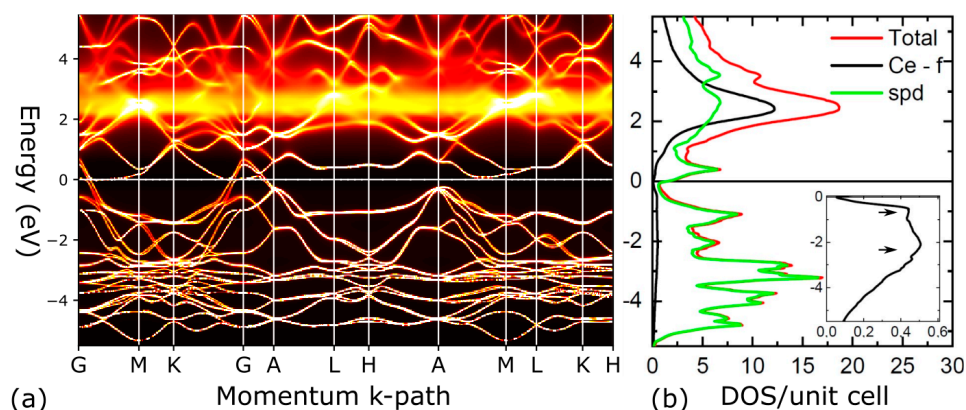 Energy (eV)
4
2
0
−2
−4
G M K G A L H A M L K H
(a) Momentum k-path
Total
Ce - f
spd
4
2
0
-2
-4
0 5 10 15 20 25 30
-0
-2
-4
0.0 0.2 0.4 0.6
(b) DOS/unit cell